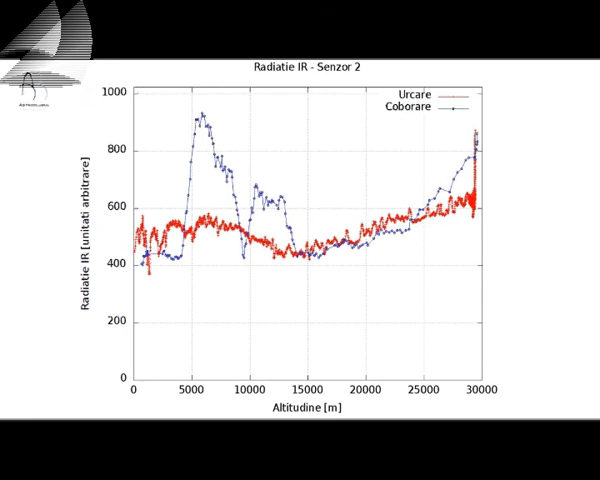 Radiatie IR - Senzor 2
Urcare
Coborare
Radiatie IR [unitati arbitrare]
1000
800
600
400
200
0
0 5000 10000 15000 20000 25000 30000
Altitudine [m]